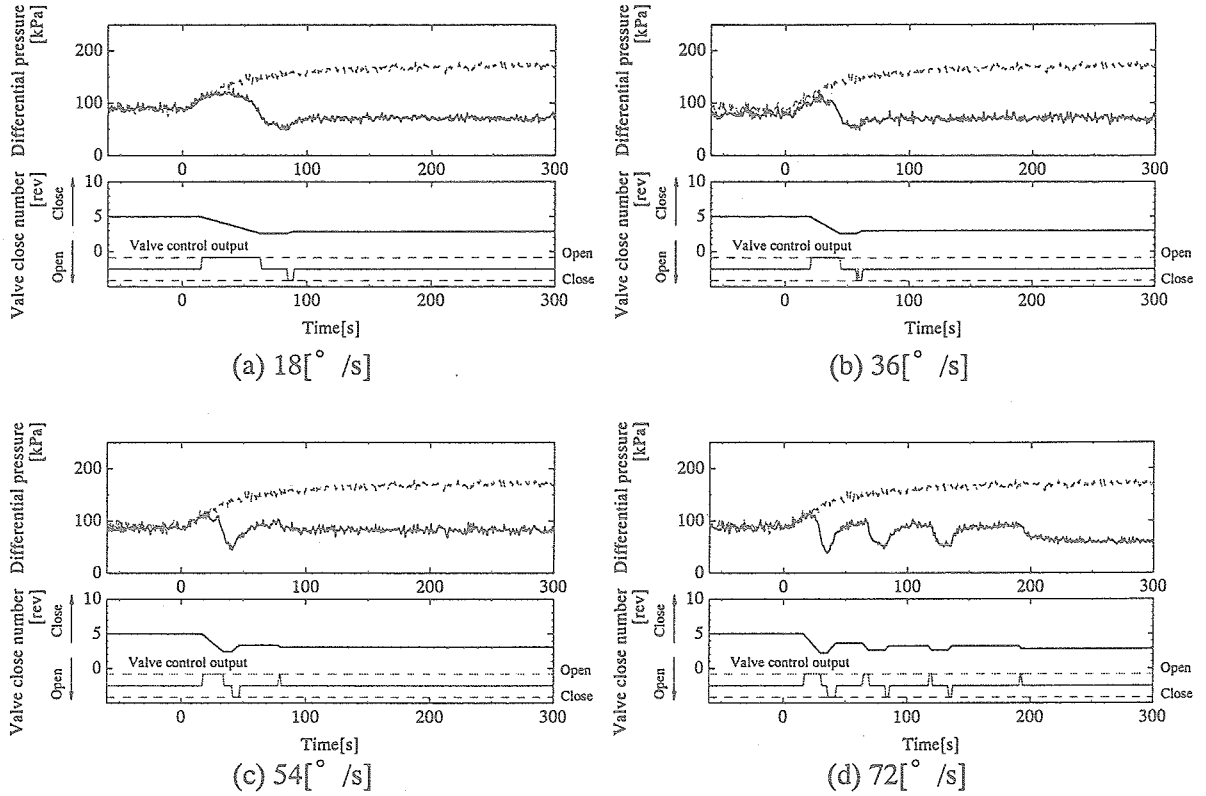 Differential pressure
[kPa]
200
100
0
0
100
200
300
Valve close number
[rev]
Close
Open
10
5
0
Valve control output
Open
Close
0
100
200
300
Time[s]
(a) 18[° /s]
Differential pressure
[kPa]
200
100
0
0
100
200
300
Valve close number
[rev]
Close
Open
10
5
0
Valve control output
Open
Close
0
100
200
300
Time[s]
(b) 36[° /s]
Differential pressure
[kPa]
200
100
0
0
100
200
300
Valve close number
[rev]
Close
Open
10
5
0
Valve control output
Open
Close
0
100
200
300
Time[s]
(c) 54[° /s]
Differential pressure
[kPa]
200
100
0
0
100
200
300
Valve close number
[rev]
Close
Open
10
5
0
Valve control output
Open
Close
0
100
200
300
Time[s]
(d) 72[° /s]